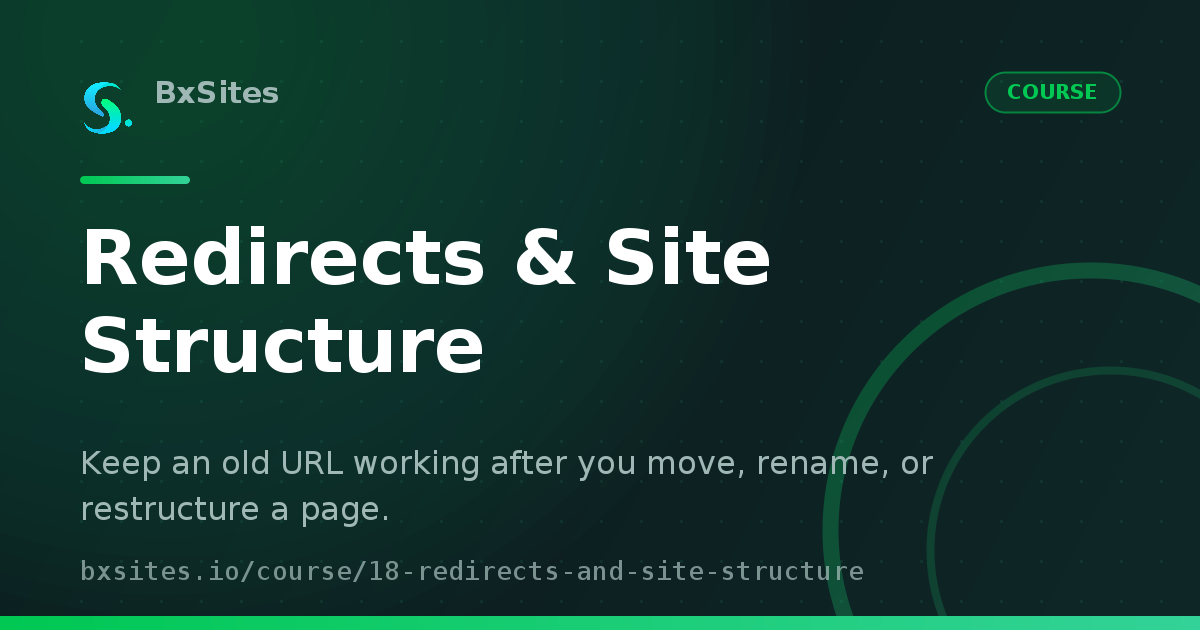 BxSites
COURSE
Redirects & Site
Structure
Keep an old URL working after you move, rename, or
restructure a page.
bxsites.io/course/18-redirects-and-site-structure